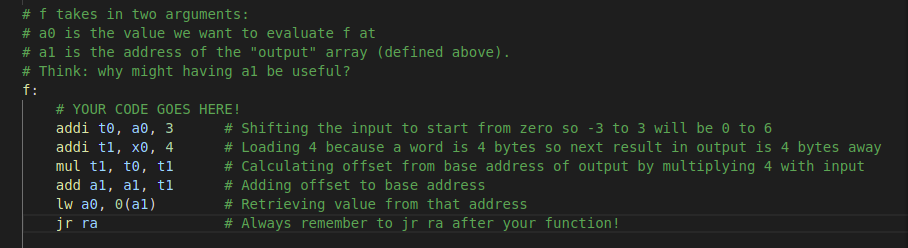 # f takes in two arguments:
# a0 is the value we want to evaluate f at
# a1 is the address of the "output" array (defined above).
# Think: why might having a1 be useful?
f:
# YOUR CODE GOES HERE!
addi t0, a0, 3 # Shifting the input to start from zero so -3 to 3 will be 0 to 6
addi t1, x0, 4 # Loading 4 because a word is 4 bytes so next result in output is 4 bytes away
mul t1, t0, t1 # Calculating offset from base address of output by multiplying 4 with input
add a1, a1, t1 # Adding offset to base address
lw a0, 0(a1) # Retrieving value from that address
jr ra # Always remember to jr ra after your function!